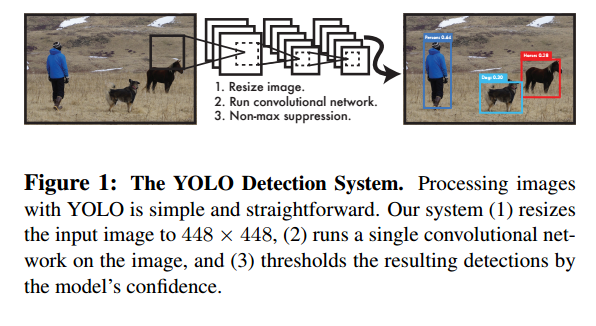 Person: 0.64
Horse: 0.28
Dog: 0.30
1. Resize image.
2. Run convolutional network.
3. Non-max suppression.
Figure 1: The YOLO Detection System. Processing images
with YOLO is simple and straightforward. Our system (1) resizes
the input image to 448 × 448, (2) runs a single convolutional net-
work on the image, and (3) thresholds the resulting detections by
the model’s confidence.